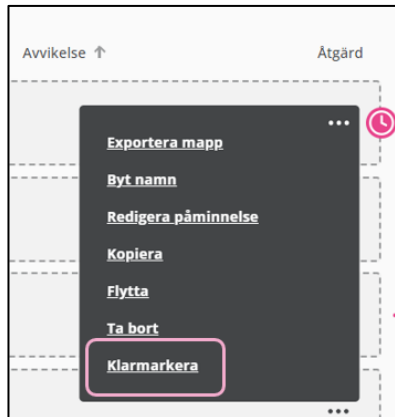 Avvikelse ↑ Åtgärd
Exportera mapp
Byt namn
Redigera påminnelse
Kopiera
Flytta
Ta bort
Klarmarkera